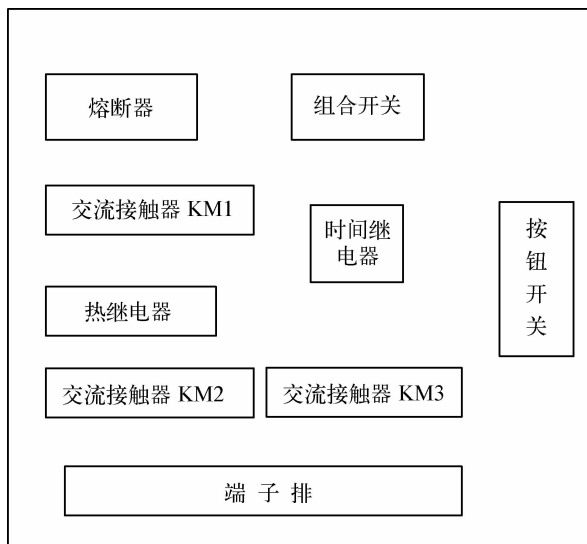 熔断器
组合开关
交流接触器 KM1
时间继
电器
按
钮
开
关
热继电器
交流接触器 KM2
交流接触器 KM3
端 子 排